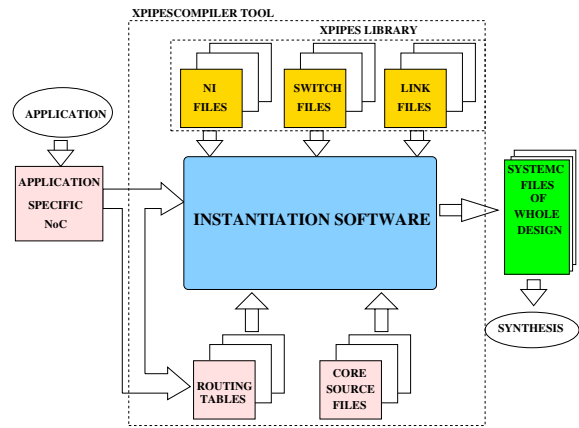 XPIPESCOMPILER TOOL
XPIPES LIBRARY
NI
FILES
SWITCH
FILES
LINK
FILES
APPLICATION
APPLICATION
SPECIFIC
NoC
INSTANTIATION SOFTWARE
SYSTEMC
FILES
OF
WHOLE
DESIGN
SYNTHESIS
ROUTING
TABLES
CORE
SOURCE
FILES